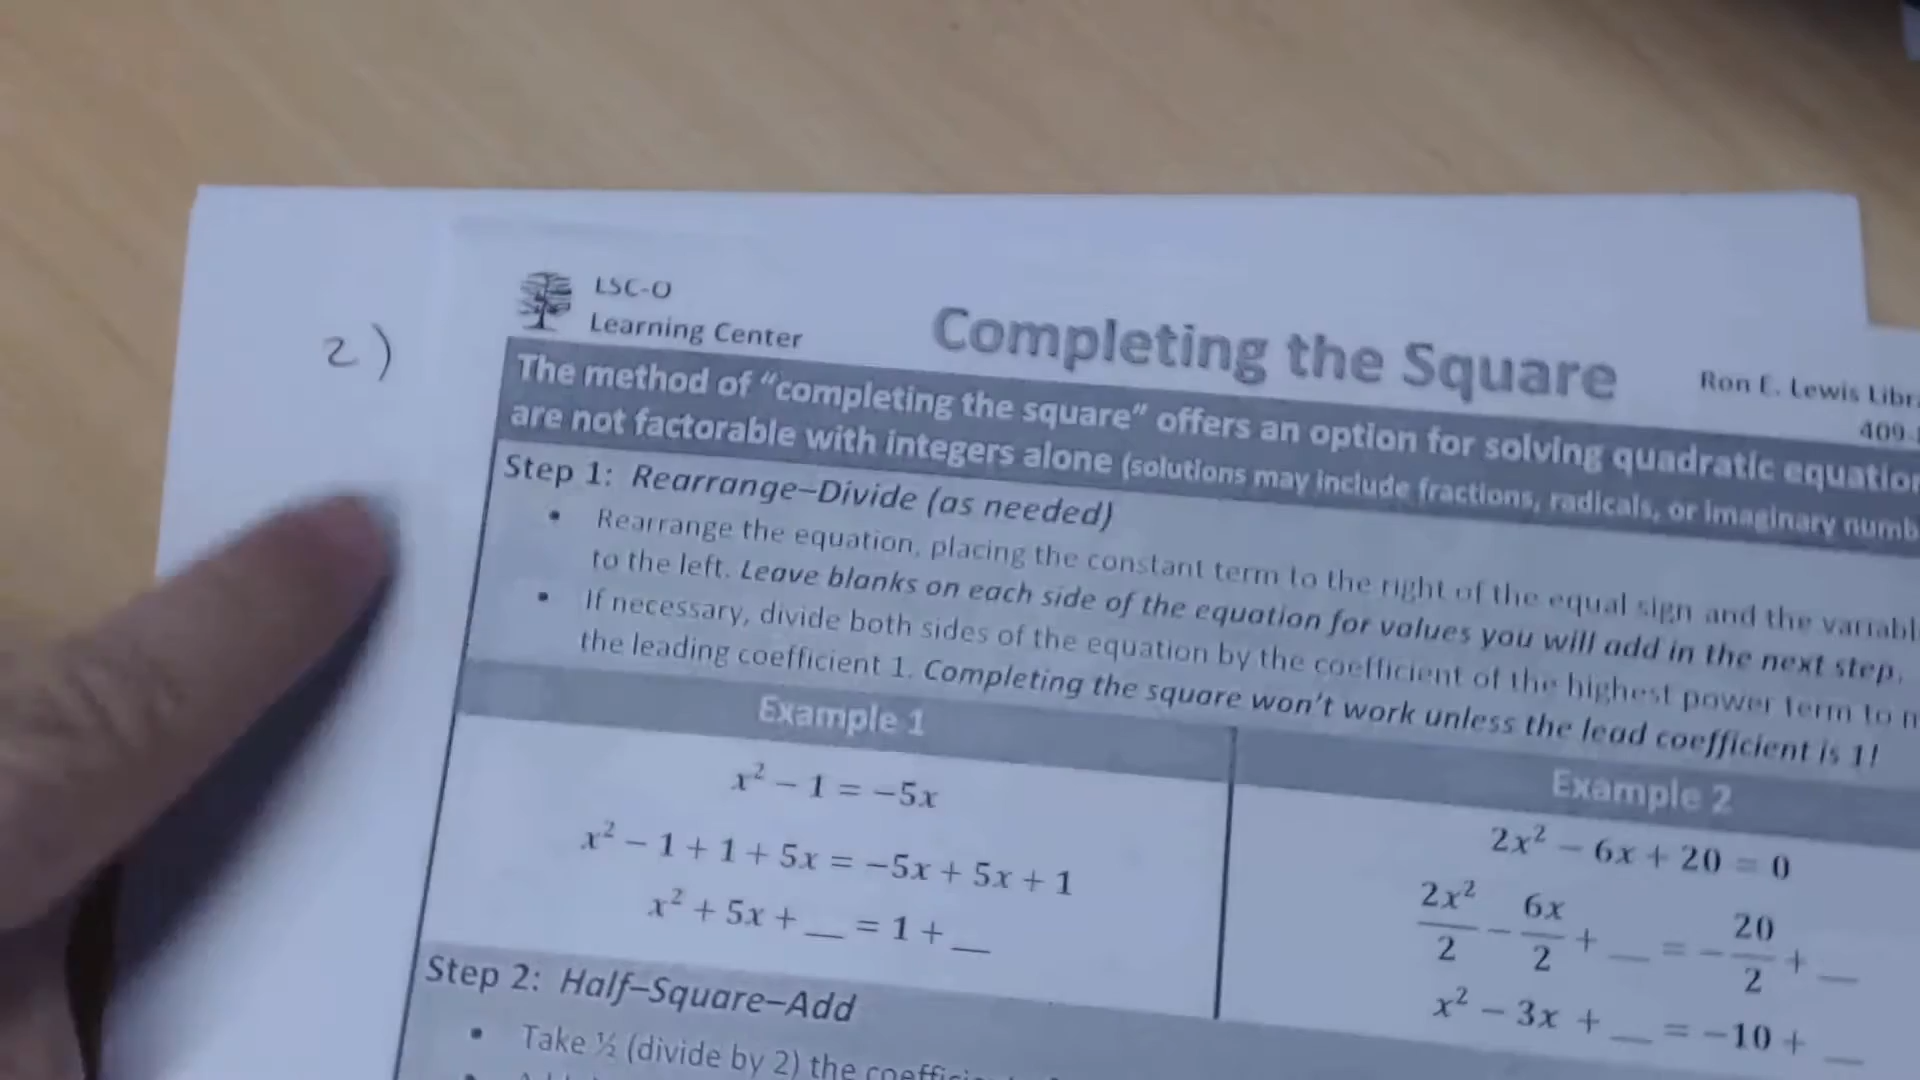 LSC-O
Learning Center
2)
Completing the Square
Ron E. Lewis
409
The method of “completing the square” offers an option for solving quadratic
are not factorable with integers alone (solutions may include fractions, radicals, or imaginary
Step 1: Rearrange–Divide (as needed)
• Rearrange the equation, placing the constant term to the right of the equal sign and the
to the left. Leave blanks on each side of the equation for values you will add in the next step.
• If necessary, divide both sides of the equation by the coefficient of the highest power term to
the leading coefficient 1. Completing the square won’t work unless the lead coefficient is 1!
Example 1
x² − 1 = −5x
x² − 1 + 1 + 5x = −5x + 5x + 1
x² + 5x + __ = 1 + __
Example 2
2x² − 6x + 20 = 0
2x²/2 − 6x/2 + __ = −20/2 + __
x² − 3x + __ = −10 + __
Step 2: Half–Square–Add
• Take ½ (divide by 2) the